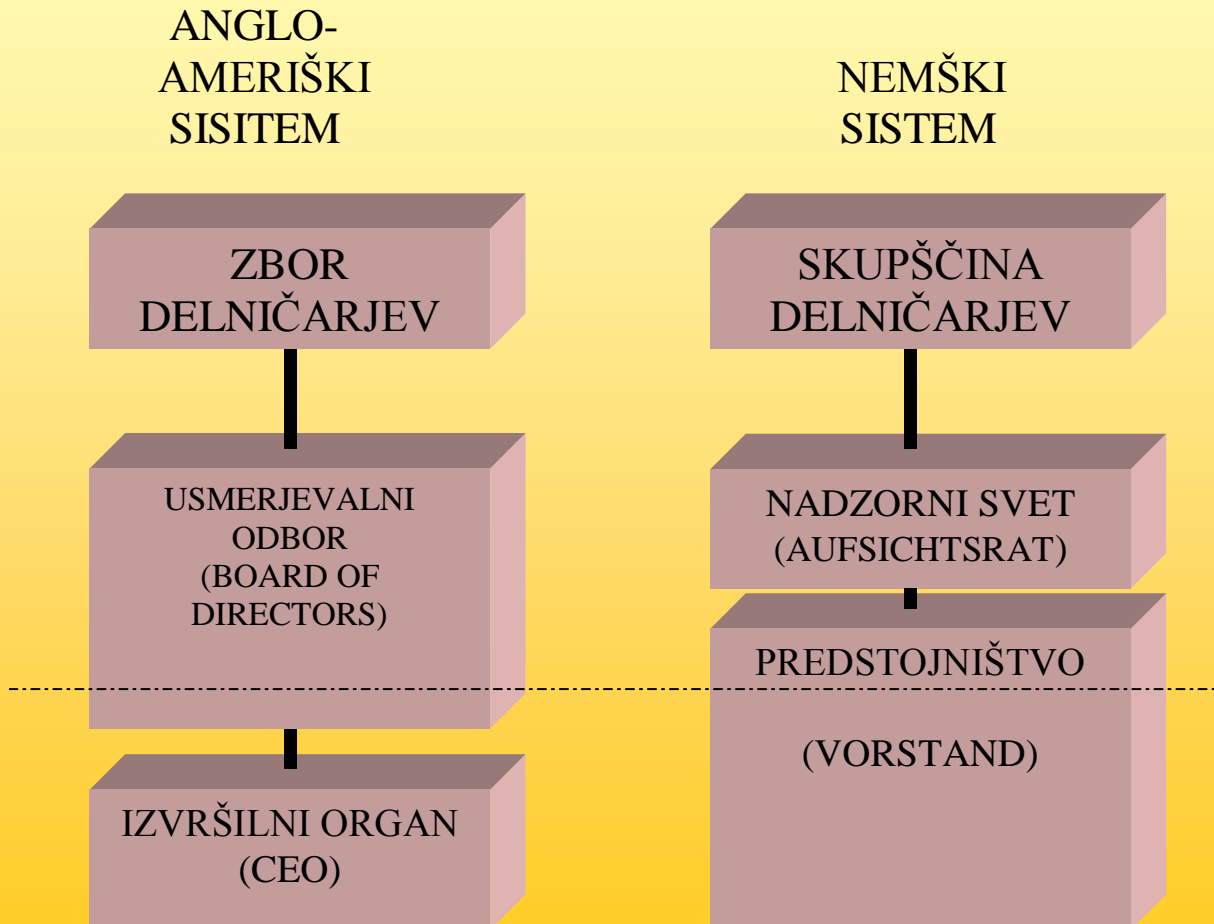 ANGLO-
AMERIŠKI
SISITEM
ZBOR
DELNIČARJEV
USMERJEVALNI
ODBOR
(BOARD OF
DIRECTORS)
IZVRŠILNI ORGAN
(CEO)
NEMŠKI
SISTEM
SKUPŠČINA
DELNIČARJEV
NADZORNI SVET
(AUFSICHTSRAT)
PREDSTOJNIŠTVO
(VORSTAND)